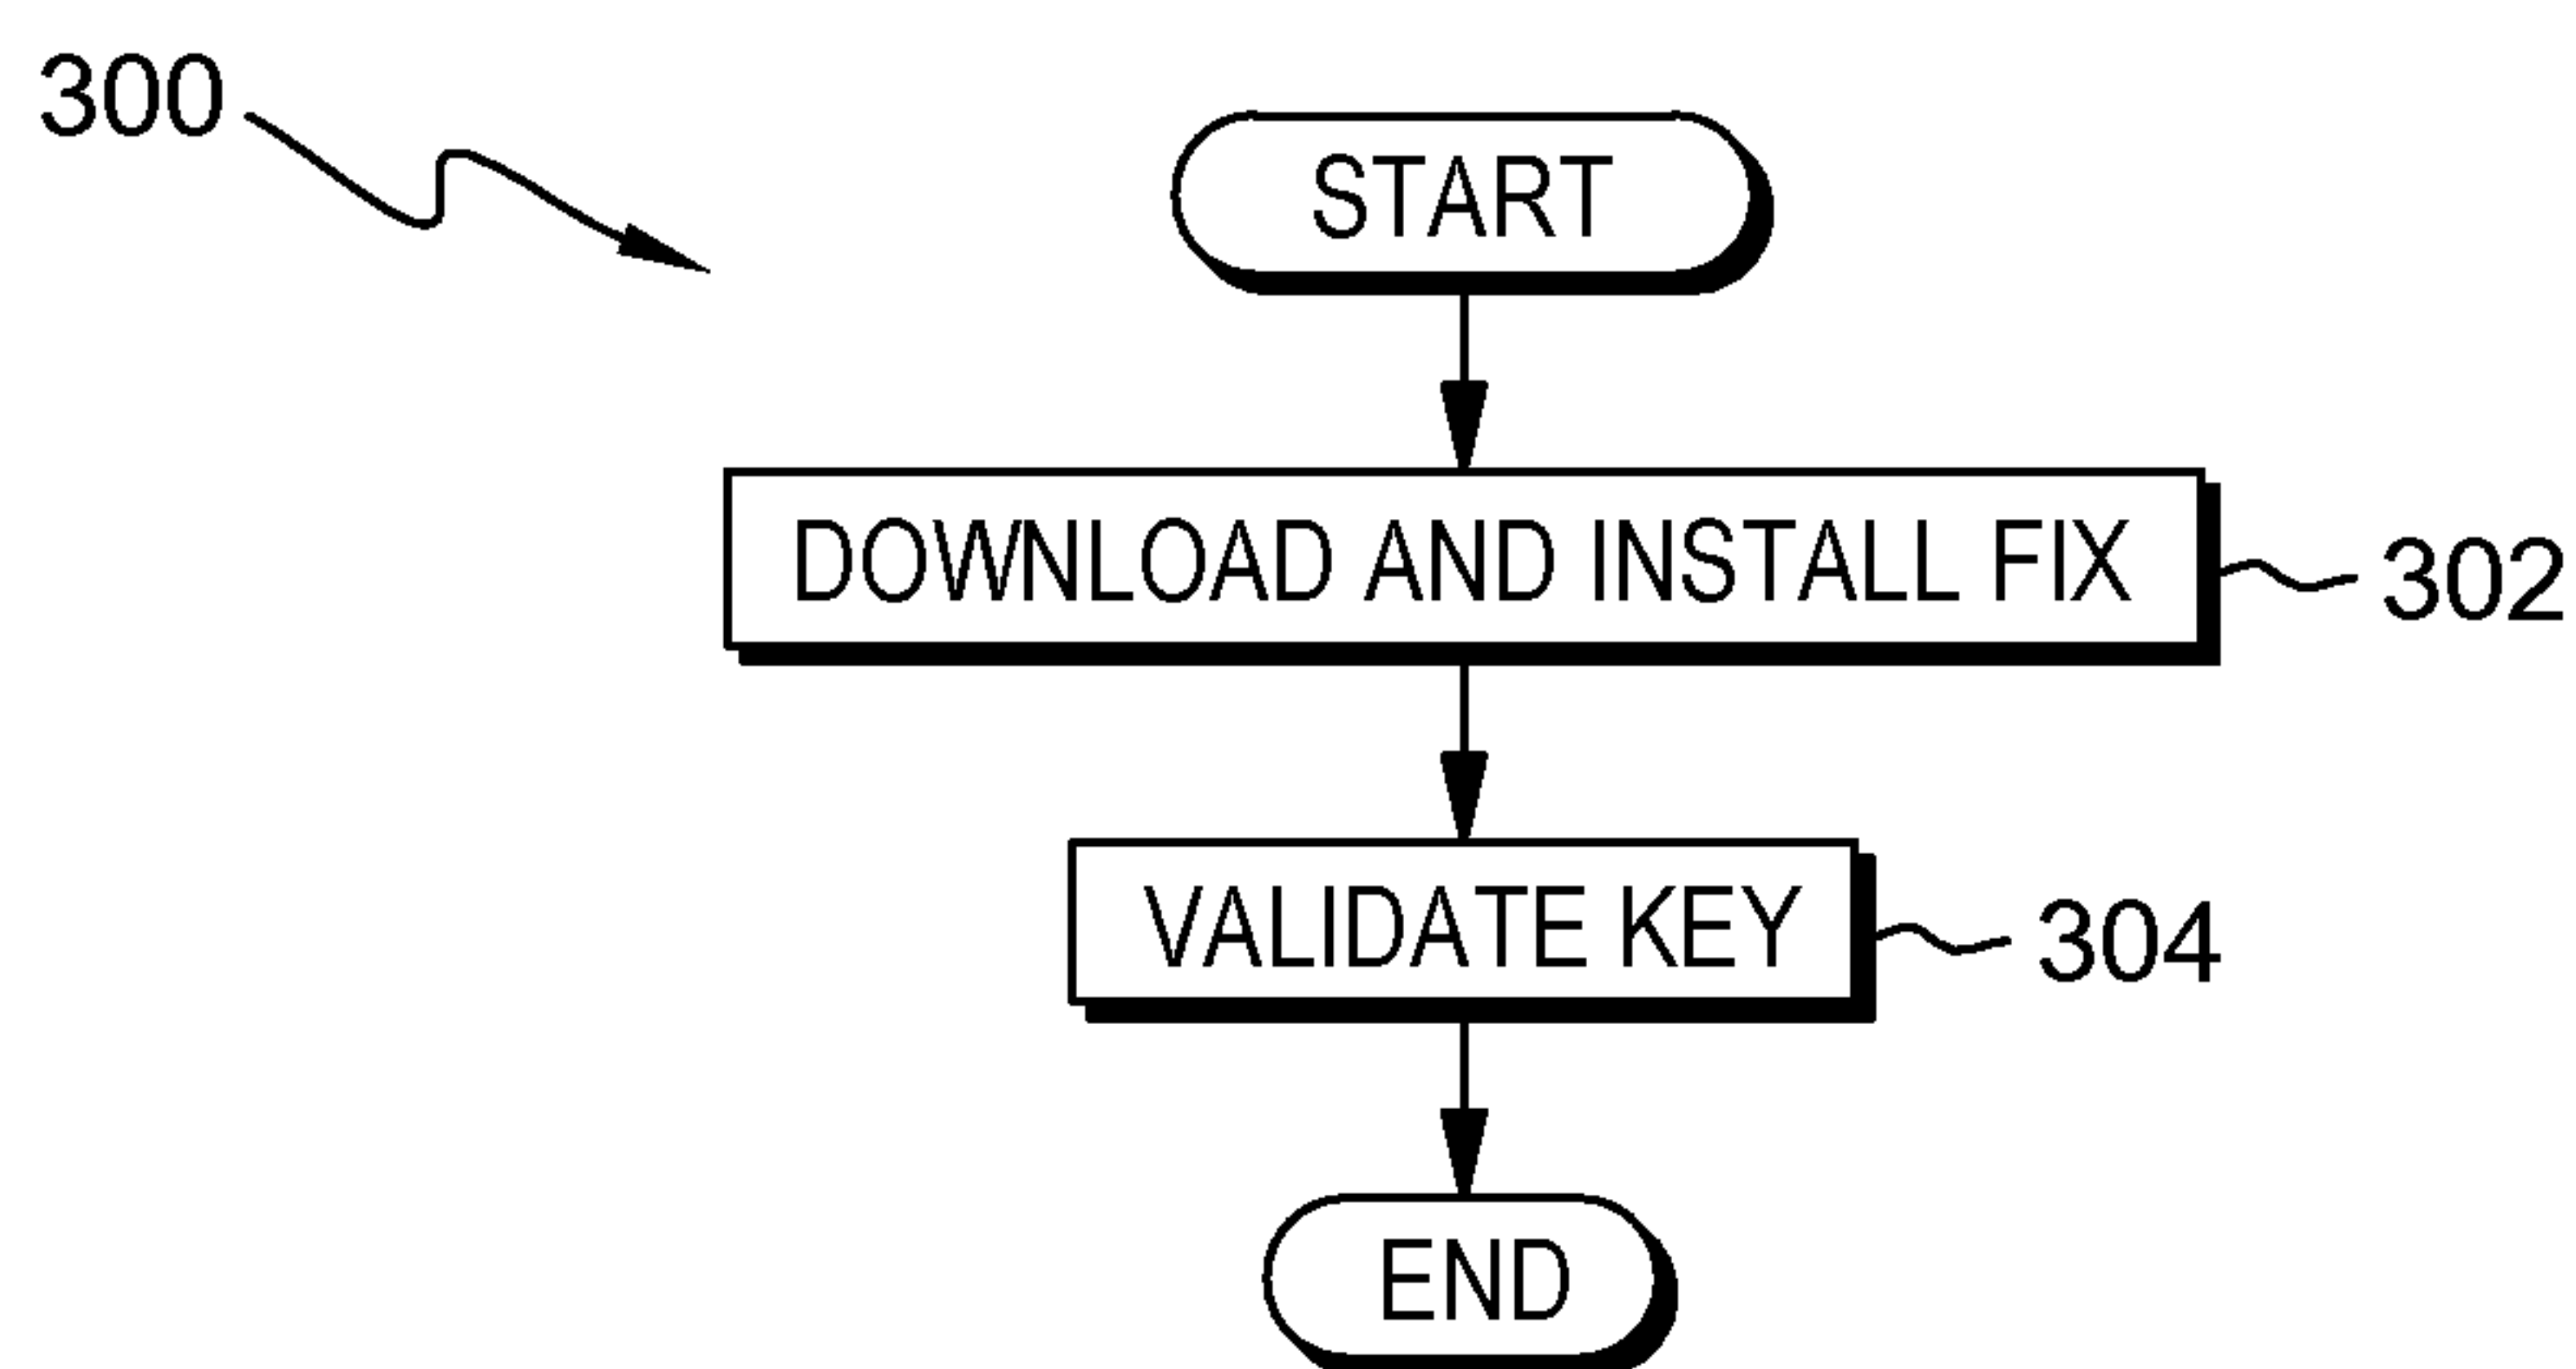 300
START
DOWNLOAD AND INSTALL FIX
302
VALIDATE KEY
304
END